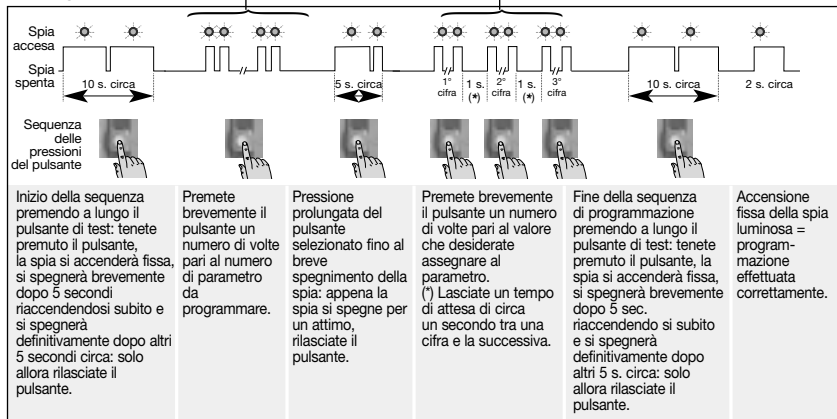 Spia
accesa
Spia
spenta
10 s. circa
5 s. circa
1°
cifra
1 s.
(*)
2°
cifra
1 s.
(*)
3°
cifra
10 s. circa
2 s. circa
Sequenza
delle
pressioni
del pulsante
Inizio della sequenza
premendo a lungo il
pulsante di test: tenete
premuto il pulsante,
la spia si accenderà fissa,
si spegnerà brevemente
dopo 5 secondi
riaccendendosi subito e
si spegnerà
definitivamente dopo altri
5 secondi circa: solo
allora rilasciate il
pulsante.
Premete
brevemente il
pulsante un
numero di volte
pari al numero
di parametro
da
programmare.
Pressione
prolungata del
pulsante
selezionato fino al
breve
spegnimento della
spia: appena la
spia si spegne per
un attimo,
rilasciate il
pulsante.
Premete brevemente
il pulsante un numero
di volte pari al valore
che desiderate
assegnare al
parametro.
(*) Lasciate un tempo
di attesa di circa
un secondo tra una
cifra e la successiva.
Fine della sequenza
di programmazione
premendo a lungo il
pulsante di test: tenete
premuto il pulsante, la
spia si accenderà fissa,
si spegnerà brevemente
dopo 5 sec.
riaccendendo si subito
e si spegnerà
definitivamente dopo
altri 5 s. circa: solo
allora rilasciate il
pulsante.
Accensione
fissa della spia
luminosa =
program-
mazione
effettuata
correttamente.